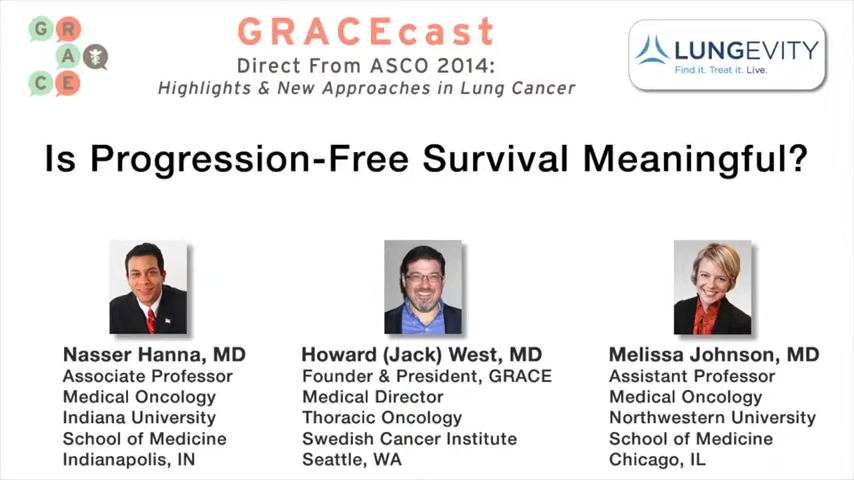 G R
A
C E
GRACEcast
Direct From ASCO 2014:
Highlights & New Approaches in Lung Cancer
LUNGEVITY
Find it. Treat it. Live.
Is Progression-Free Survival Meaningful?
Nasser Hanna, MD
Associate Professor
Medical Oncology
Indiana University
School of Medicine
Indianapolis, IN
Howard (Jack) West, MD
Founder & President, GRACE
Medical Director
Thoracic Oncology
Swedish Cancer Institute
Seattle, WA
Melissa Johnson, MD
Assistant Professor
Medical Oncology
Northwestern University
School of Medicine
Chicago, IL